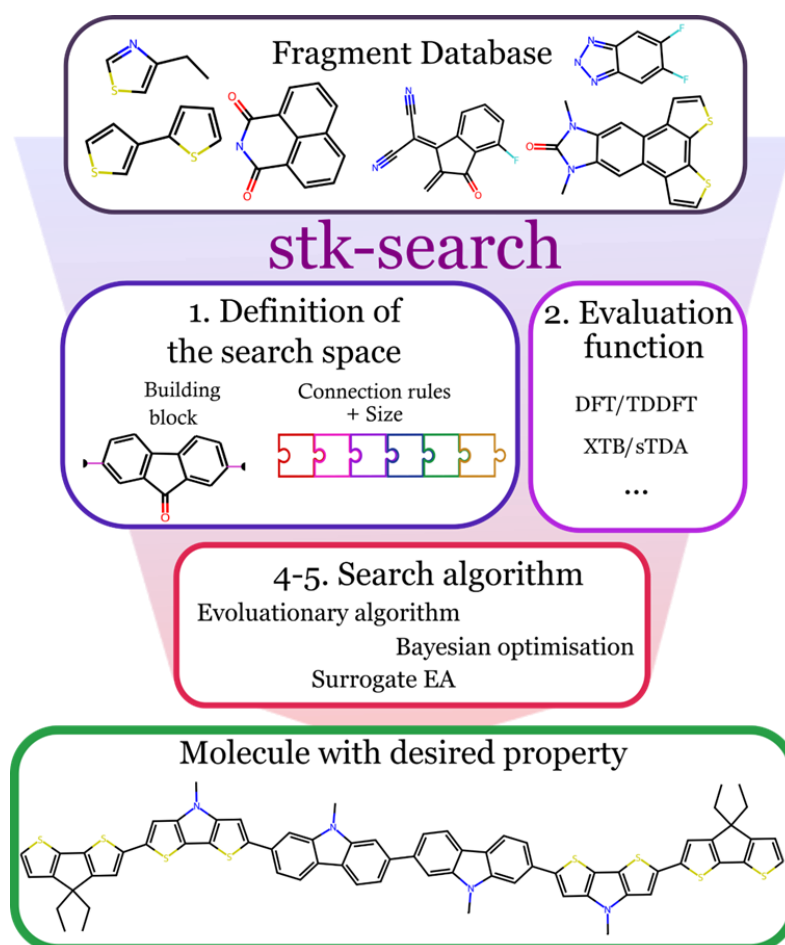 Fragment Database
N
S
S
S
O
N
O
N
N
O
F
N
N
N
F
F
N
O
N
S
S
stk-search
1. Definition of
the search space
Building
block
O
Connection rules
+ Size
2. Evaluation
function
DFT/TDDFT
XTB/sTDA
...
4-5. Search algorithm
Evoluationary algorithm
Bayesian optimisation
Surrogate EA
Molecule with desired property
S
S
N
S
S
N
N
S
S
N
S
S